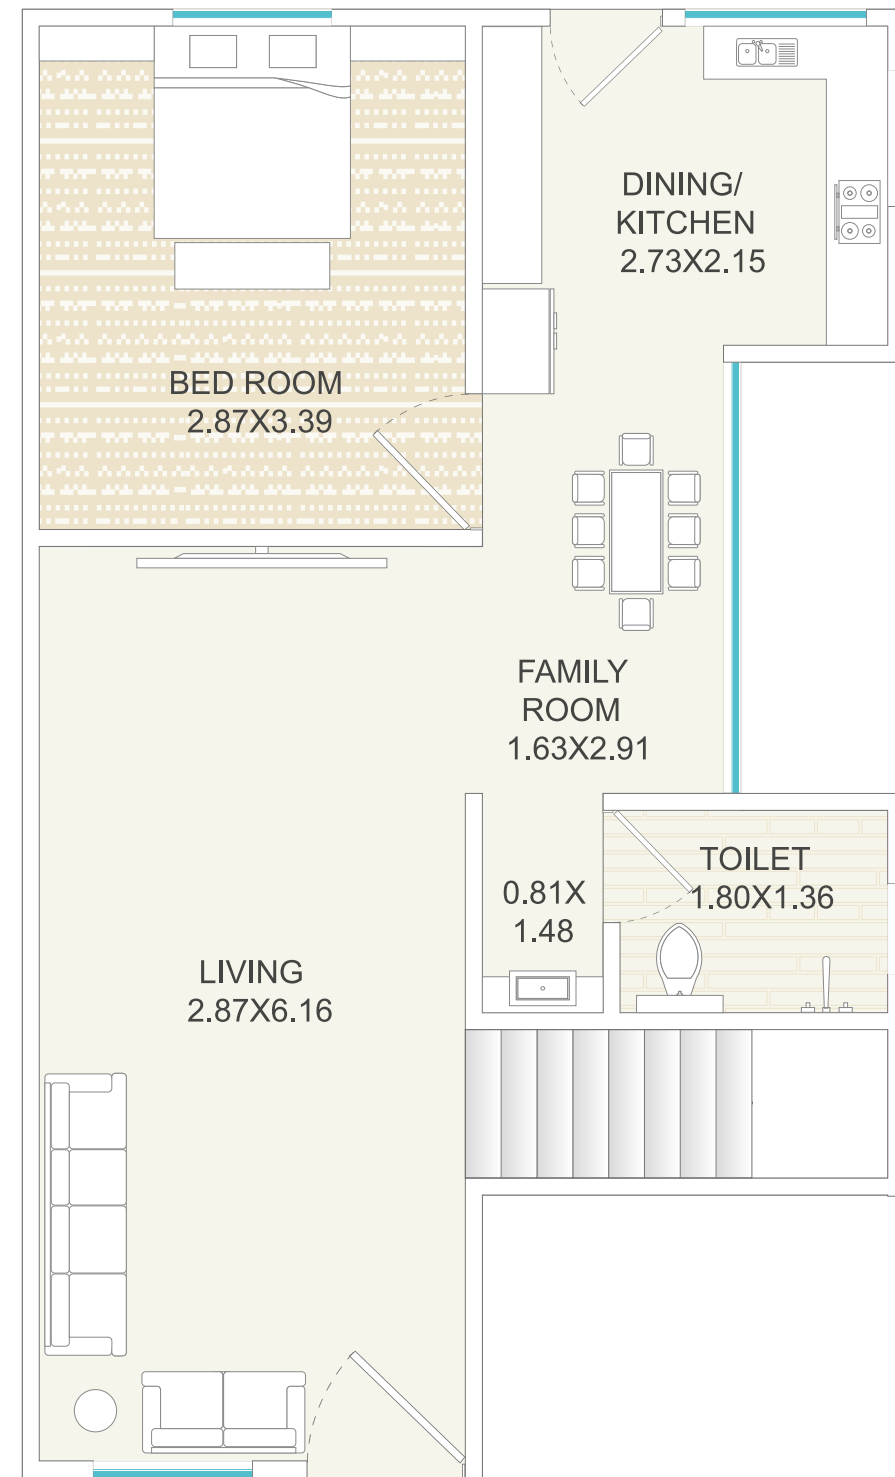 DINING/
KITCHEN
2.73X2.15
BED ROOM
2.87X3.39
FAMILY
ROOM
1.63X2.91
TOILET
1.80X1.36
0.81X
1.48
LIVING
2.87X6.16